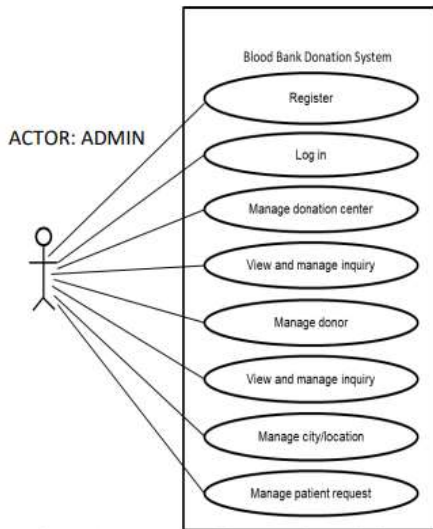 Blood Bank Donation System
Register
ACTOR: ADMIN
Log in
Manage donation center
View and manage inquiry
Manage donor
View and manage inquiry
Manage city/location
Manage patient request